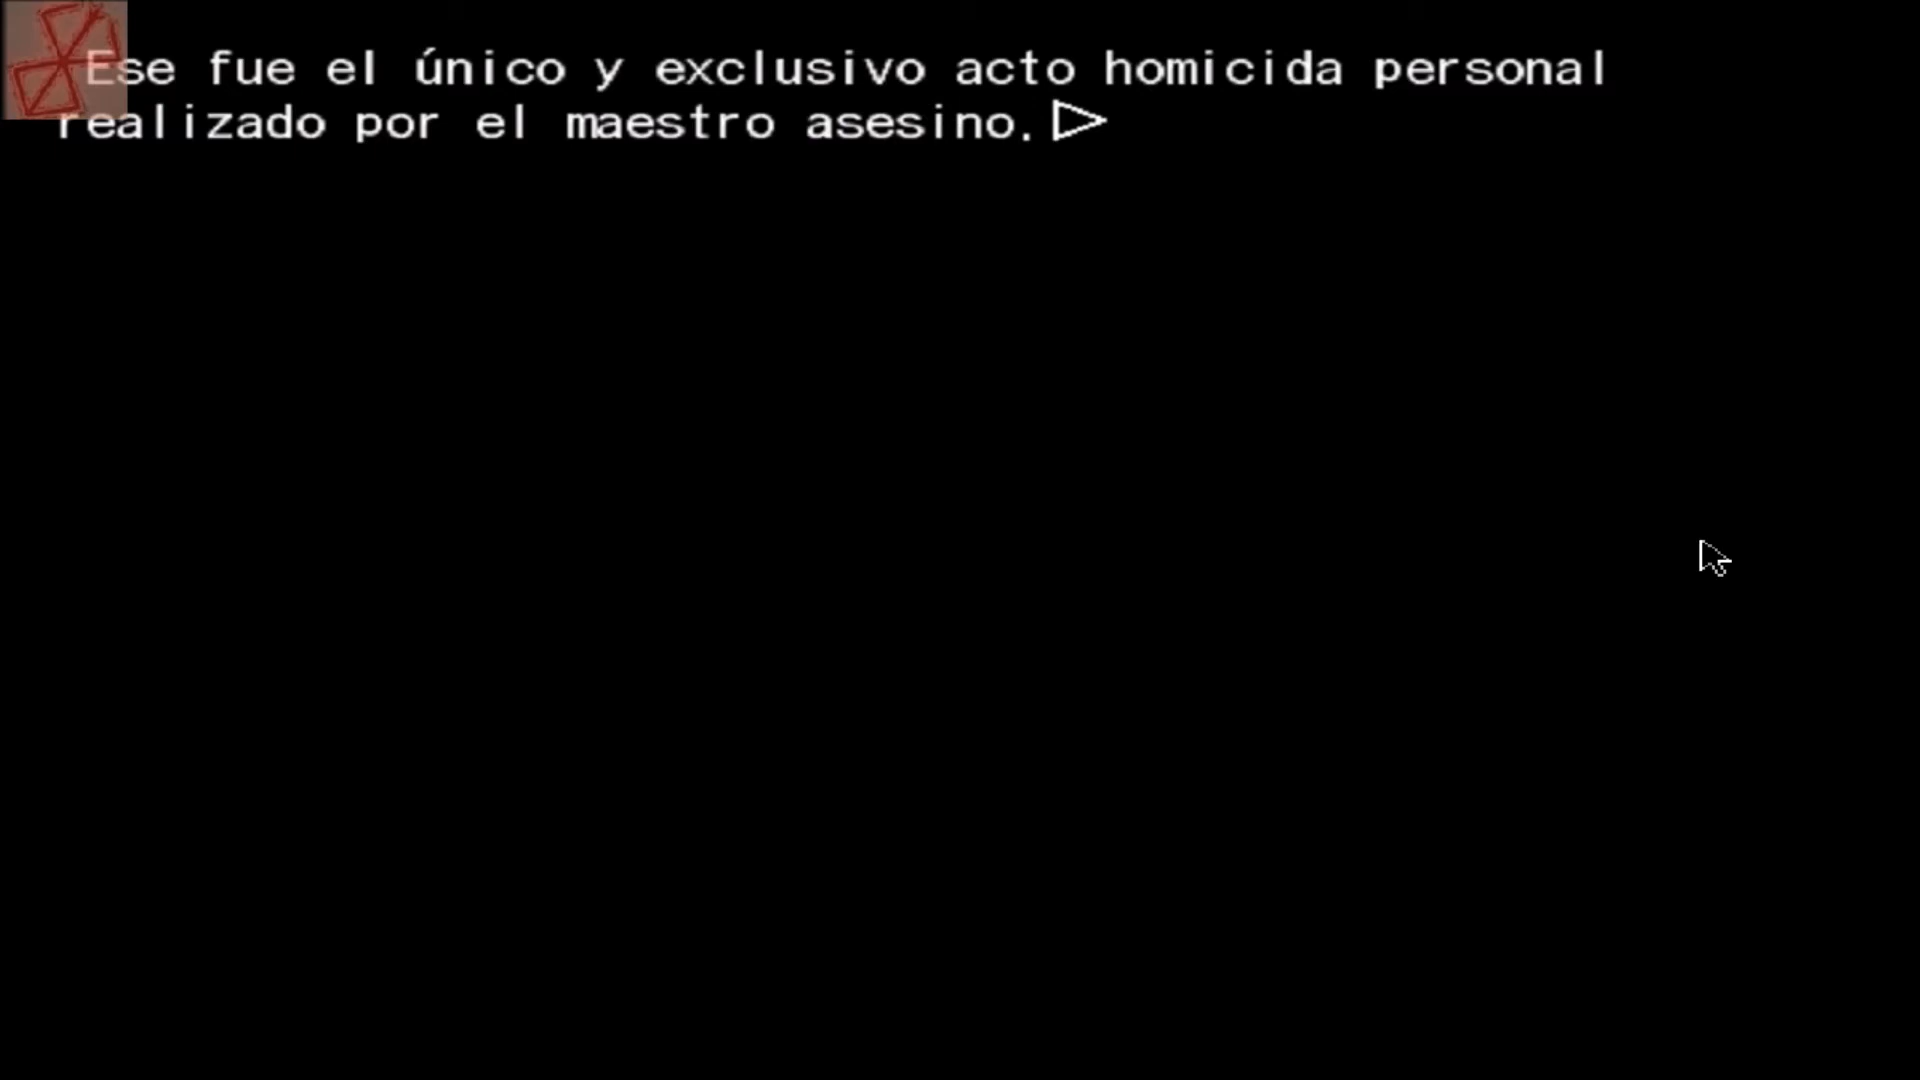 Ese fue el único y exclusivo acto homicida personal
realizado por el maestro asesino.